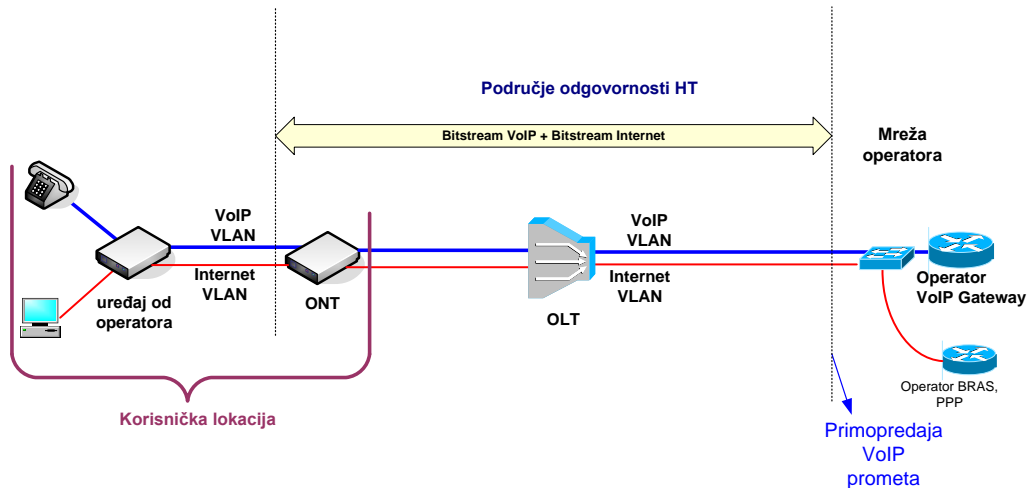 Područje odgovornosti HT
Bitstream VoIP + Bitstream Internet
Mreža
operatora
VoIP
VLAN
Internet
VLAN
uređaj od
operatora
ONT
OLT
VoIP
VLAN
Internet
VLAN
Operator
VoIP Gateway
Operator BRAS,
PPP
Korisnička lokacija
Primopredaja
VoIP
prometa